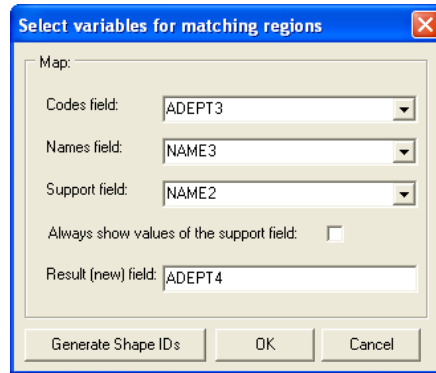 Select variables for matching regions
Map:
Codes field: ADEPT3
Names field: NAME3
Support field: NAME2
Always show values of the support field:
Result (new) field: ADEPT4
Generate Shape IDs OK Cancel